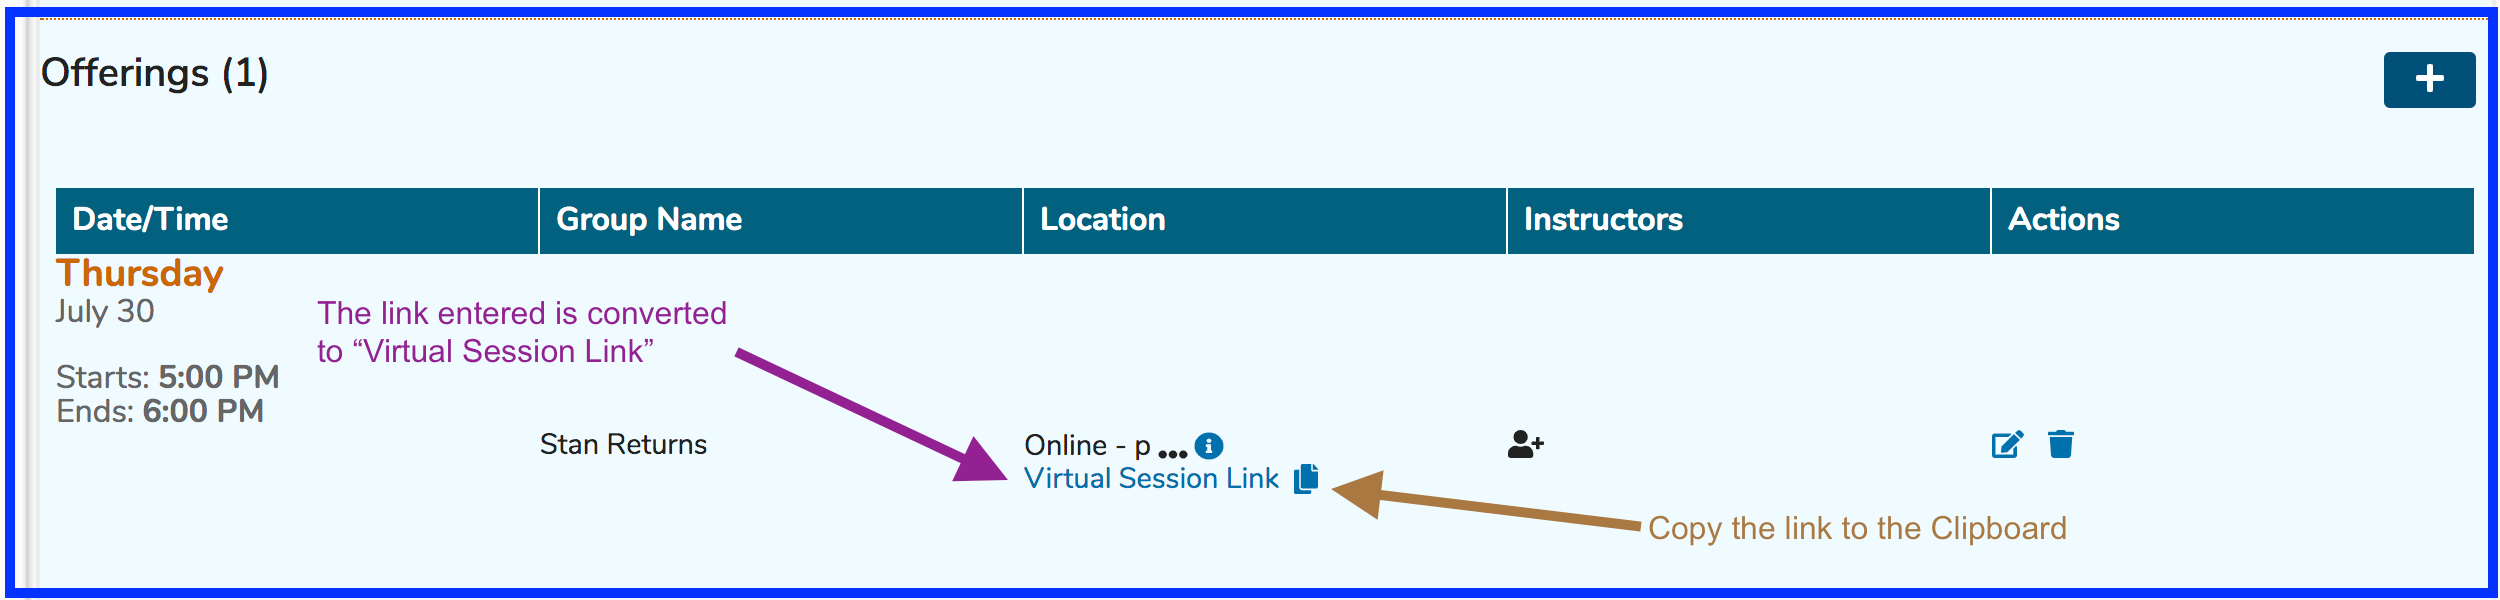 Offerings (1)
Date/Time Group Name Location Instructors Actions
Thursday
July 30
The link entered is converted
to “Virtual Session Link”
Starts: 5:00 PM
Ends: 6:00 PM
Stan Returns
Online - p ...
Virtual Session Link
Copy the link to the Clipboard